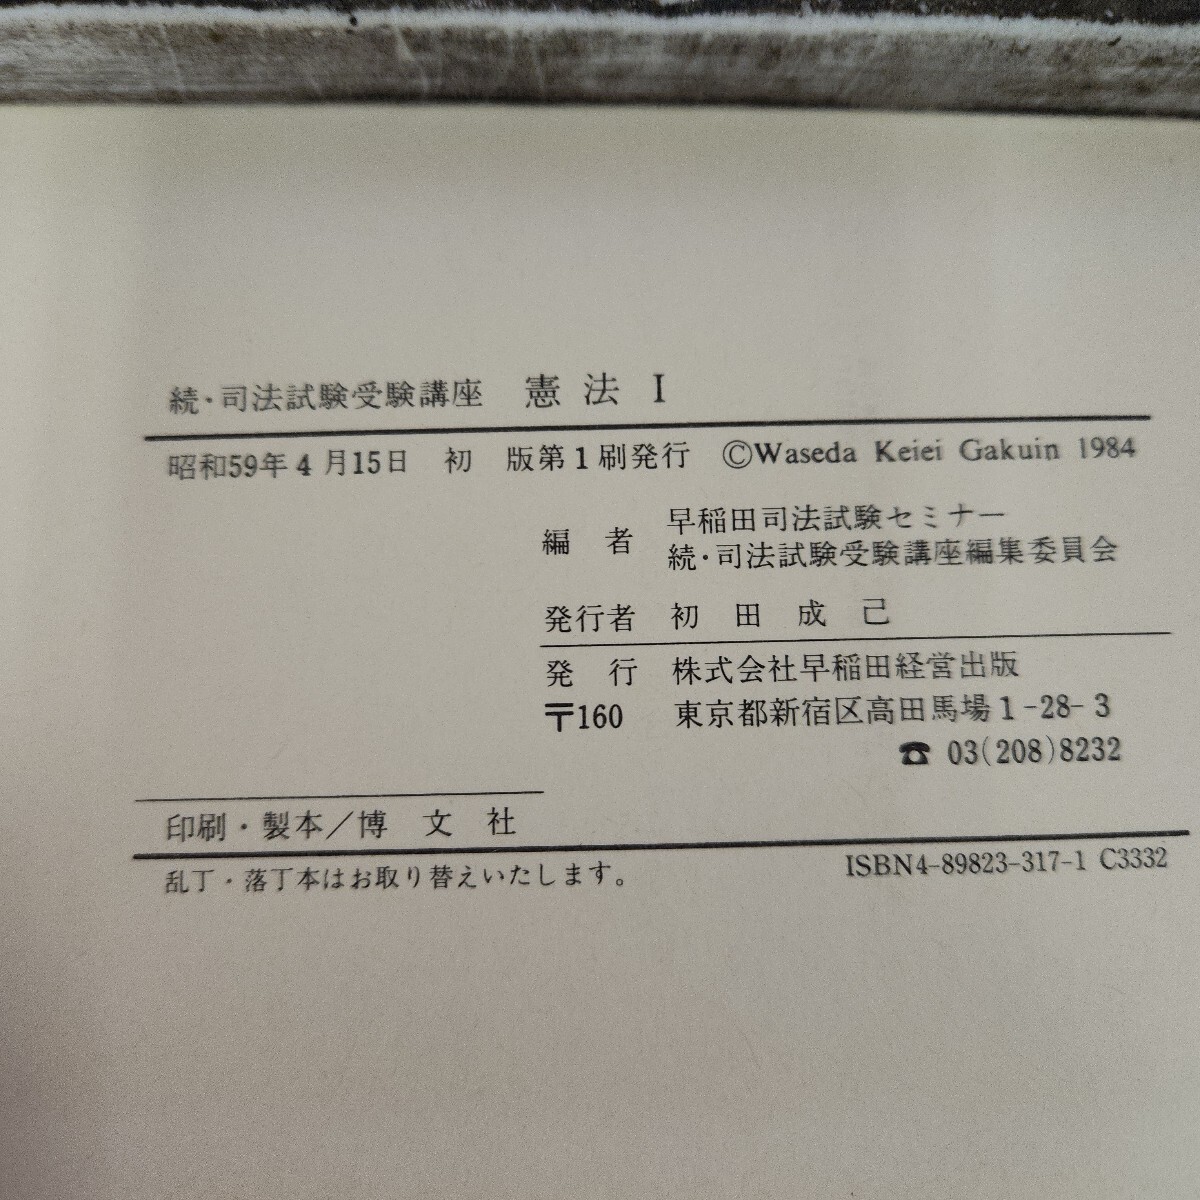 続・司法試験受験講座 憲法 I
昭和59年4月15日 初 版第1刷発行 ©Waseda Keiei Gakuin 1984
編 者 早稲田司法試験セミナー
続・司法試験受験講座編集委員会
発行者 初田成己
発 行 株式会社早稲田経営出版
〒160 東京都新宿区高田馬場1-28-3
☎ 03(208)8232
印刷・製本/博文社
乱丁・落丁本はお取り替えいたします。 ISBN4-89823-317-1 C3332